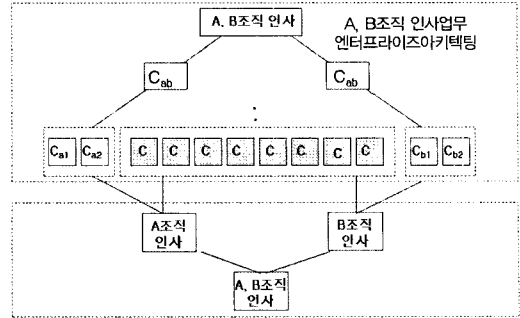 A, B조직 인사
A, B조직 인사업무
엔터프라이즈아키텍팅
Cab
Cab
:
Ca1 Ca2 C C C C C C C C Cb1 Cb2
A조직
인사
B조직
인사
A, B조직
인사